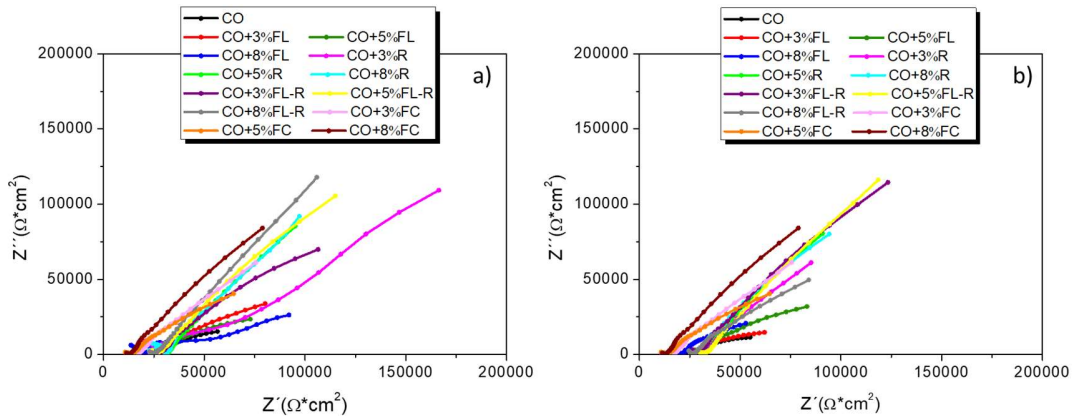 CO
CO+3%FL CO+5%FL
CO+8%FL CO+3%R
CO+5%R CO+8%R
CO+3%FL-R CO+5%FL-R
CO+8%FL-R CO+3%FC
CO+5%FC CO+8%FC
a)
200000
150000
100000
50000
0
Z´´(Ω*cm²)
0 50000 100000 150000 200000
Z´(Ω*cm²)
CO
CO+3%FL CO+5%FL
CO+8%FL CO+3%R
CO+5%R CO+8%R
CO+3%FL-R CO+5%FL-R
CO+8%FL-R CO+3%FC
CO+5%FC CO+8%FC
b)
200000
150000
100000
50000
0
Z´´(Ω*cm²)
0 50000 100000 150000 200000
Z´(Ω*cm²)